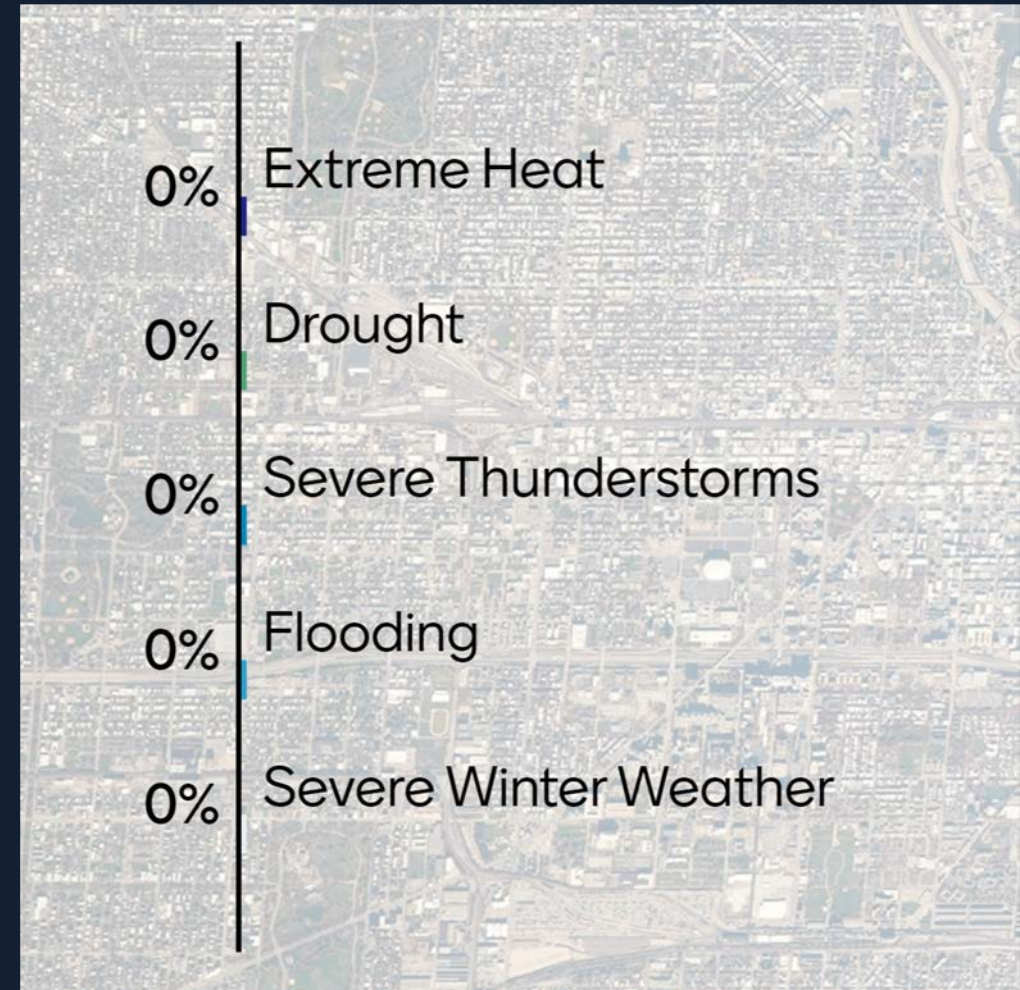 0% Extreme Heat
0% Drought
0% Severe Thunderstorms
0% Flooding
0% Severe Winter Weather